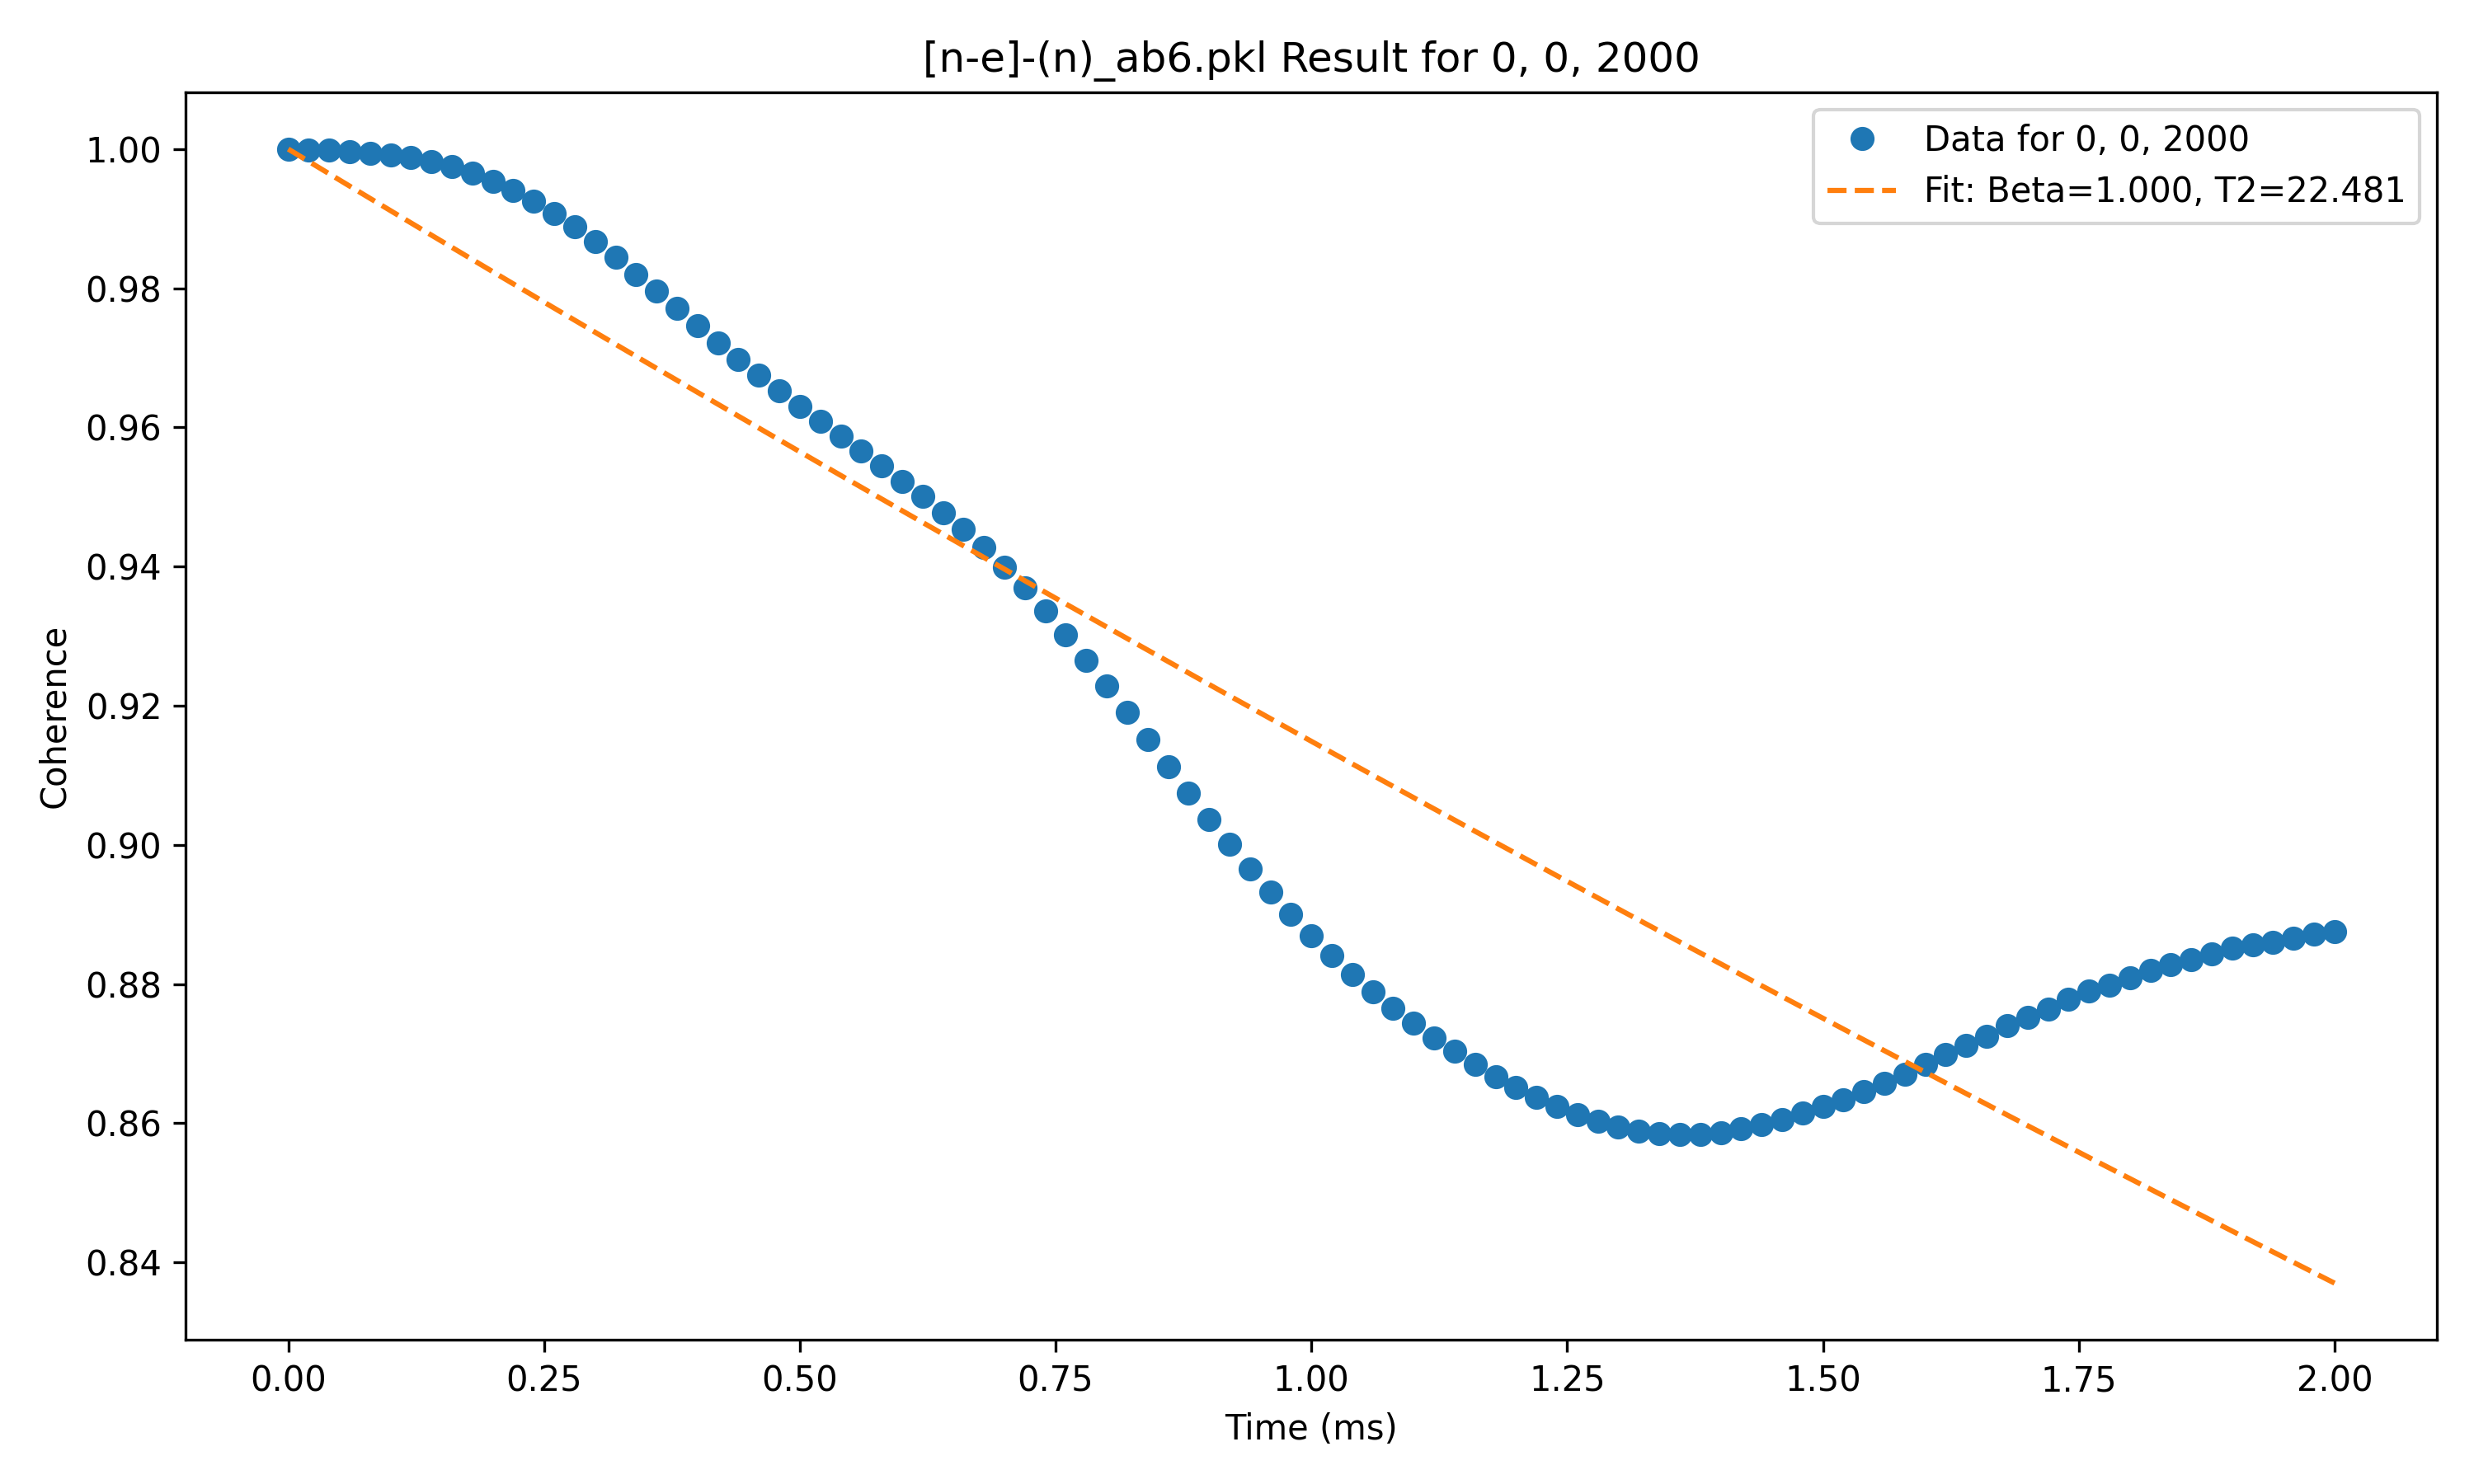 [n-e]-(n)_ab6.pkl Result for 0, 0, 2000
Data for 0, 0, 2000
Fit: Beta=1.000, T2=22.481
Coherence
1.00
0.98
0.96
0.94
0.92
0.90
0.88
0.86
0.84
0.00 0.25 0.50 0.75 1.00 1.25 1.50 1.75 2.00
Time (ms)